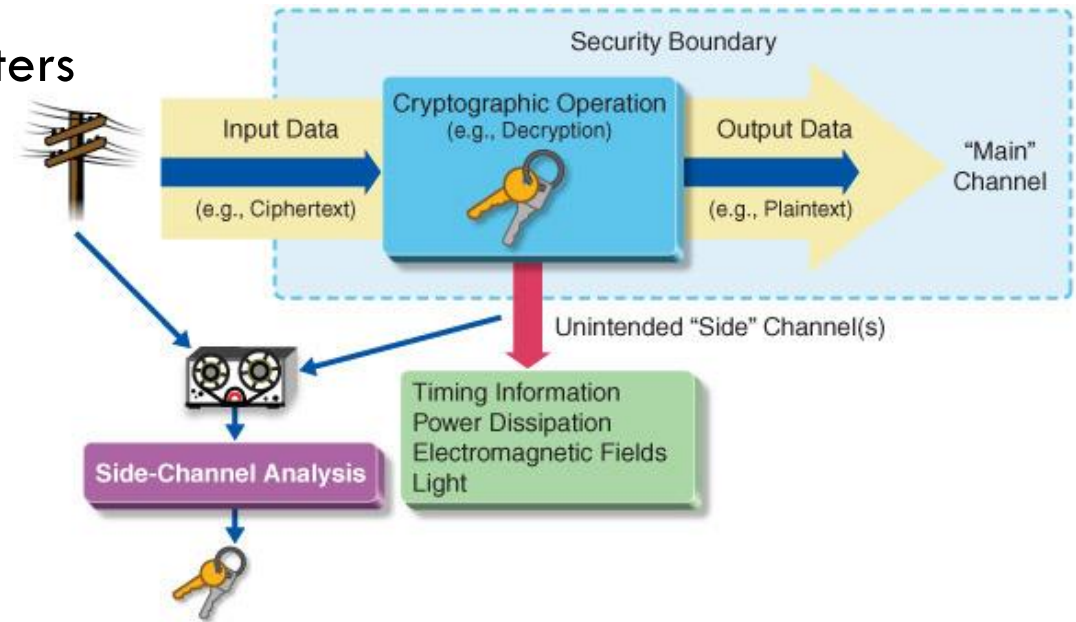 ters
Security Boundary
Input Data
(e.g., Ciphertext)
Cryptographic Operation
(e.g., Decryption)
Output Data
(e.g., Plaintext)
“Main”
Channel
Unintended “Side” Channel(s)
Timing Information
Power Dissipation
Electromagnetic Fields
Light
Side-Channel Analysis